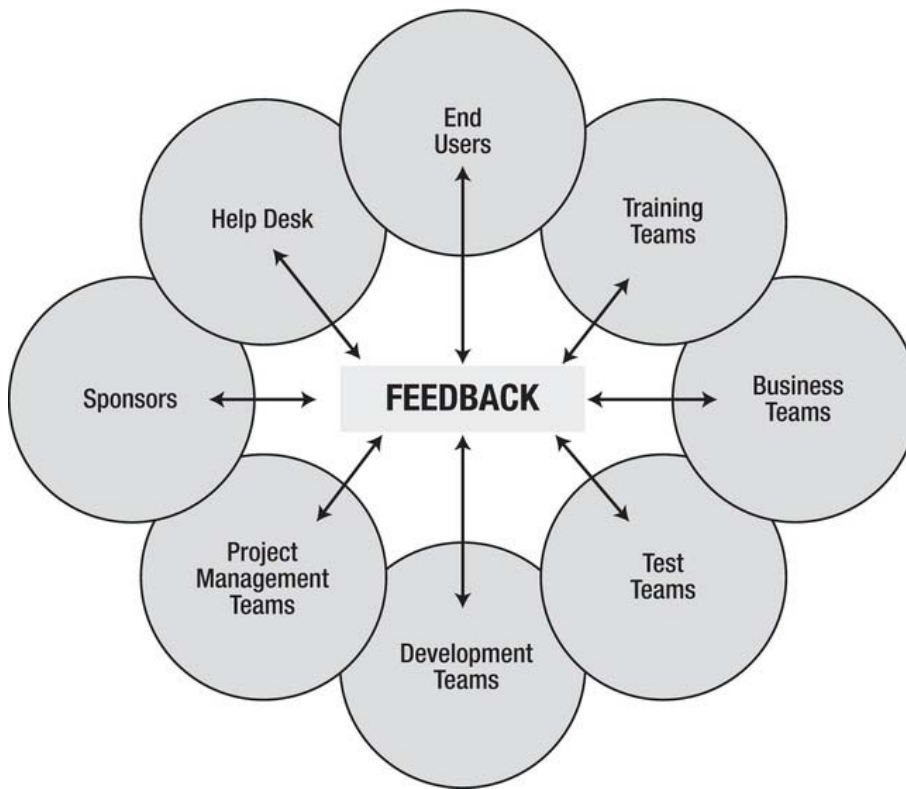 End
Users
Help Desk
Training
Teams
Sponsors
FEEDBACK
Business
Teams
Project
Management
Teams
Test
Teams
Development
Teams